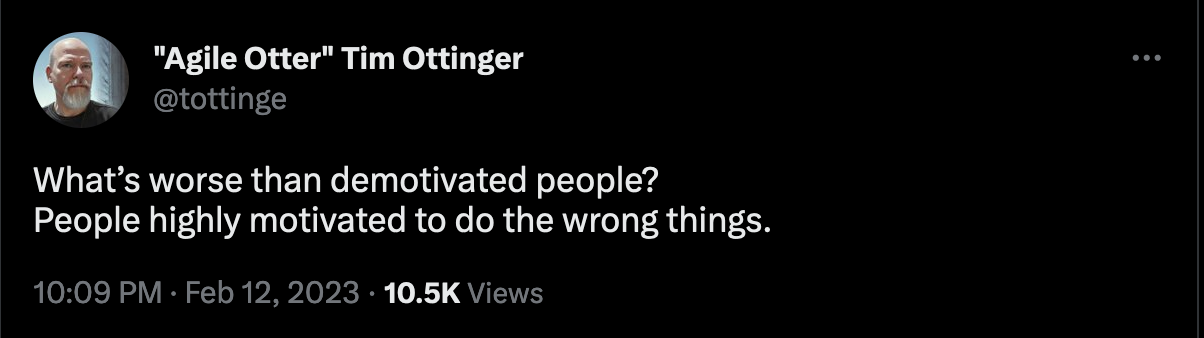 "Agile Otter" Tim Ottinger
@tottinge
What’s worse than demotivated people?
People highly motivated to do the wrong things.
10:09 PM · Feb 12, 2023 · 10.5K Views